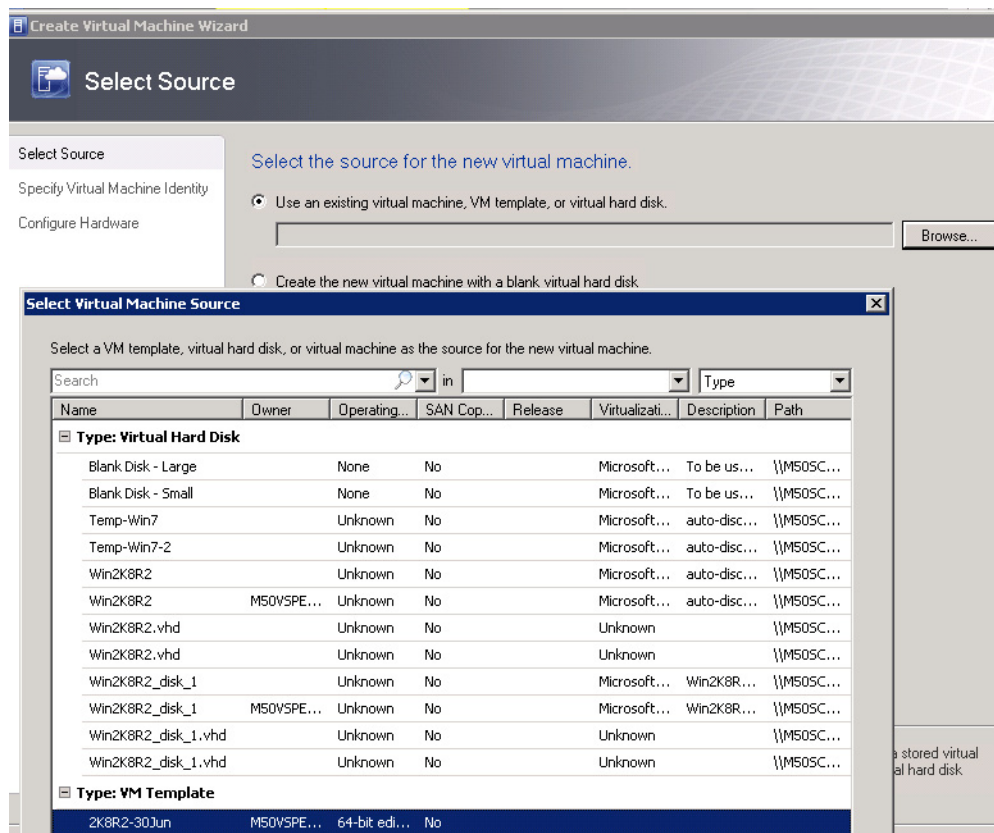 Create Virtual Machine Wizard
Select Source
Select Source
Specify Virtual Machine Identity
Configure Hardware
Select the source for the new virtual machine.
Use an existing virtual machine, VM template, or virtual hard disk.
Browse...
Create the new virtual machine with a blank virtual hard disk
Select Virtual Machine Source
Select a VM template, virtual hard disk, or virtual machine as the source for the new virtual machine.
Search in Type
Name Owner Operating... SAN Cop... Release Virtualizati... Description Path
Type: Virtual Hard Disk
Blank Disk - Large None No Microsoft... To be us... \\M50SC...
Blank Disk - Small None No Microsoft... To be us... \\M50SC...
Temp-Win7 Unknown No Microsoft... auto-disc... \\M50SC...
Temp-Win7-2 Unknown No Microsoft... auto-disc... \\M50SC...
Win2K8R2 Unknown No Microsoft... auto-disc... \\M50SC...
Win2K8R2 M50VSPE... Unknown No Microsoft... auto-disc... \\M50SC...
Win2K8R2.vhd Unknown No Unknown \\M50SC...
Win2K8R2.vhd Unknown No Unknown \\M50SC...
Win2K8R2_disk_1 Unknown No Microsoft... Win2K8R... \\M50SC...
Win2K8R2_disk_1 M50VSPE... Unknown No Microsoft... Win2K8R... \\M50SC...
Win2K8R2_disk_1.vhd Unknown No Unknown \\M50SC...
Win2K8R2_disk_1.vhd Unknown No Unknown \\M50SC...
a stored virtual
al hard disk
Type: VM Template
2K8R2-30Jun M50VSPE... 64-bit edi... No